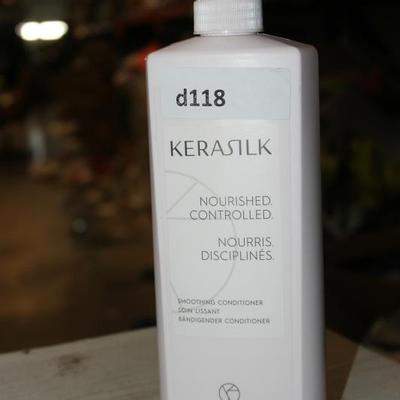 d118
KERASILK
NOURISHED.
CONTROLLED.
NOURRIS.
DISCIPLINÉS.
SMOOTHING CONDITIONER
SOIN LISSANT
BÄNDIGENDER CONDITIONER